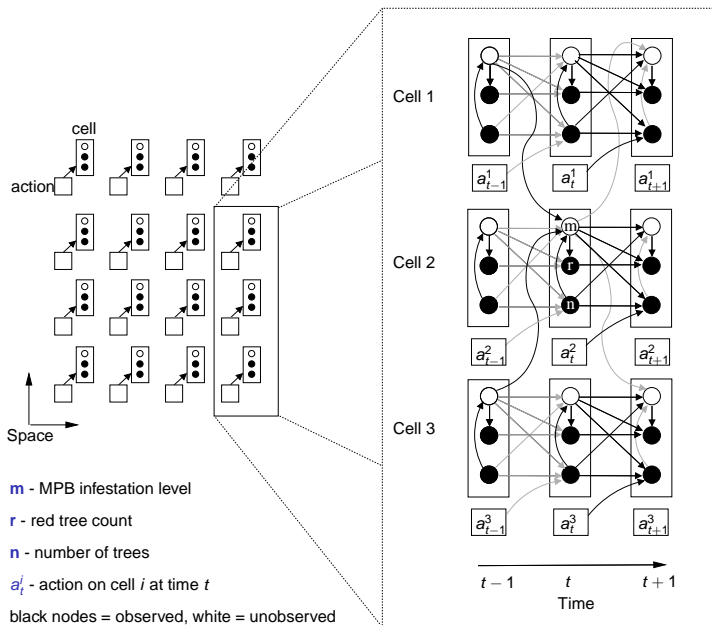 cell
action
Space
m - MPB infestation level
r - red tree count
n - number of trees
a_t^i - action on cell i at time t
black nodes = observed, white = unobserved
Cell 1
a_{t-1}^1 a_t^1 a_{t+1}^1
m
Cell 2
r
n
a_{t-1}^2 a_t^2 a_{t+1}^2
Cell 3
a_{t-1}^3 a_t^3 a_{t+1}^3
t − 1 t t + 1
Time